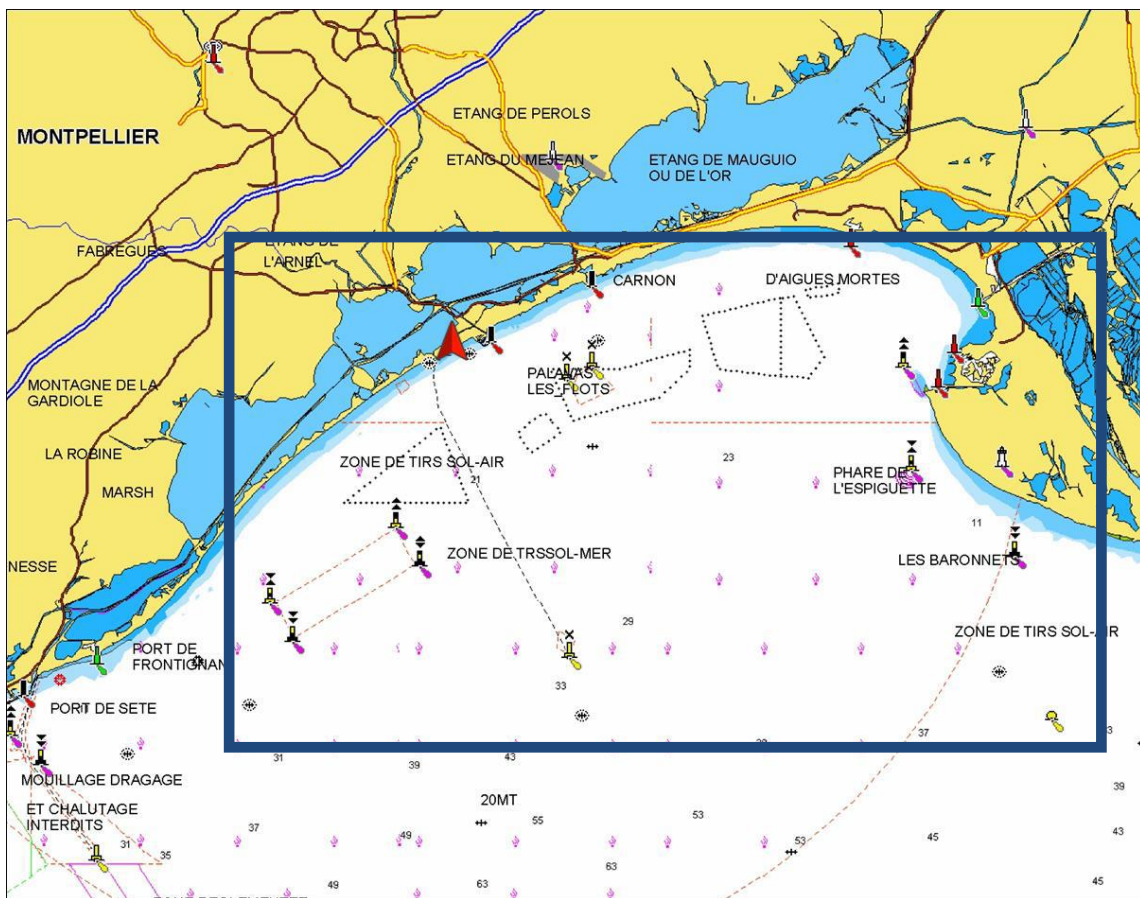 ETANG DE PEROLS
MONTPELLIER
ETANG DU MEJEAN
ETANG DE MAUGUIO
OU DE L'OR
FABREGUES
ETANG DE
L'ARNEL
CARNON
D'AIGUES MORTES
PALAVAS
LES_FLOTS
MONTAGNE DE LA
GARDIOLE
LA ROBINE
ZONE DE TIRS SOL-AIR
21
23
PHARE DE
L'ESPIGUETTE
MARSH
11
NESSE
ZONE DE TRSSOL-MER
LES BARONNETS
29
ZONE DE TIRS SOL-AIR
PORT DE
FRONTIGNAN
33
PORT DE SETE
37
31
39
43
MOUILLAGE DRAGAGE
39
ET CHALUTAGE
INTERDITS
20MT
55
53
37
49
53
45
43
31
35
63
49
63
45